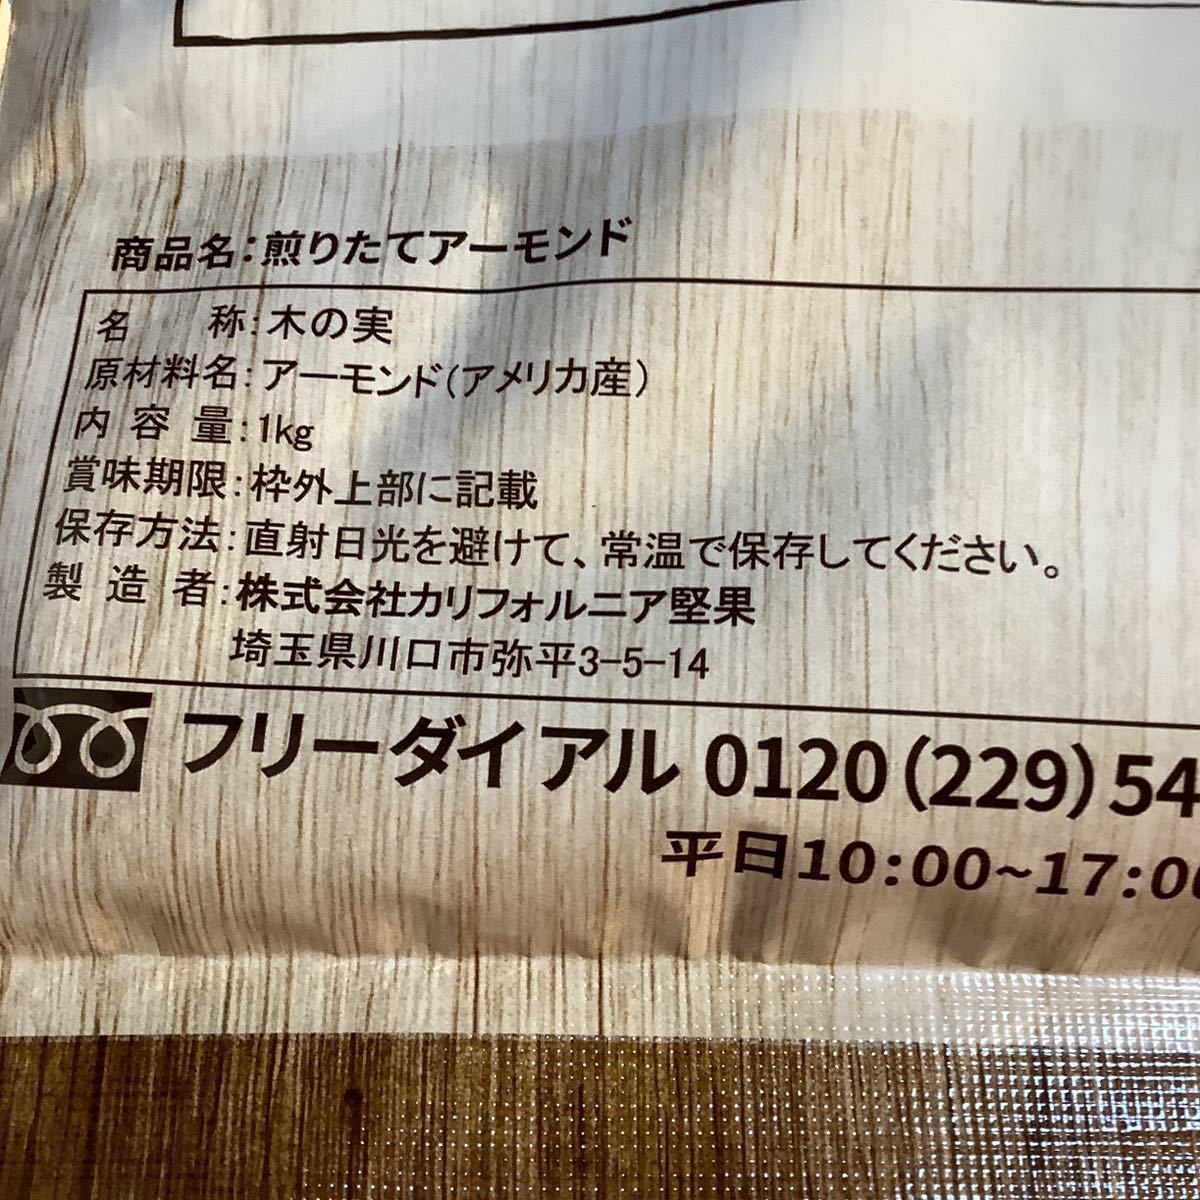 商品名：煎りたてアーモンド
名　　称：木の実
原材料名：アーモンド（アメリカ産）
内 容 量：1kg
賞味期限：枠外上部に記載
保存方法：直射日光を避けて、常温で保存してください。
製 造 者：株式会社カリフォルニア堅果
埼玉県川口市弥平3-5-14
フリーダイアル 0120（229）54
平日10:00~17:00